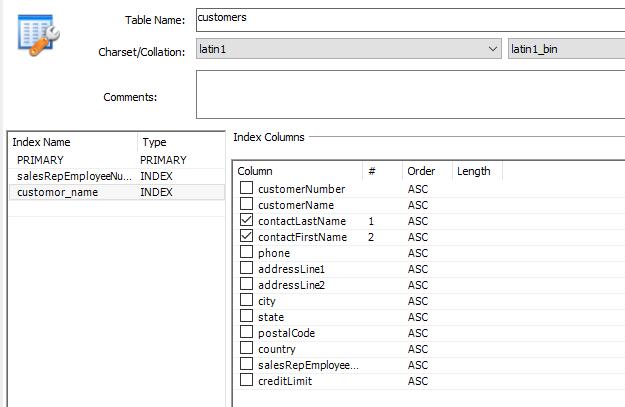 Table Name: customers
Charset/Collation: latin1 latin1_bin
Comments:
Index Name Type
PRIMARY PRIMARY
salesRepEmployeeNu... INDEX
customor_name INDEX
Index Columns
Column # Order Length
customerNumber ASC
customerName ASC
contactLastName 1 ASC
contactFirstName 2 ASC
phone ASC
addressLine1 ASC
addressLine2 ASC
city ASC
state ASC
postalCode ASC
country ASC
salesRepEmployee... ASC
creditLimit ASC